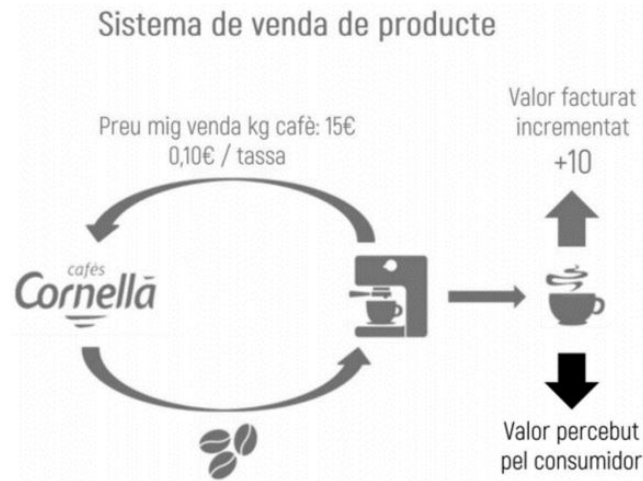 Sistema de venda de producte
Preu mig venda kg cafè: 15€
0,10€ / tassa
Valor facturat
incrementat
+10
cafès
Cornellā
Valor percebut
pel consumidor